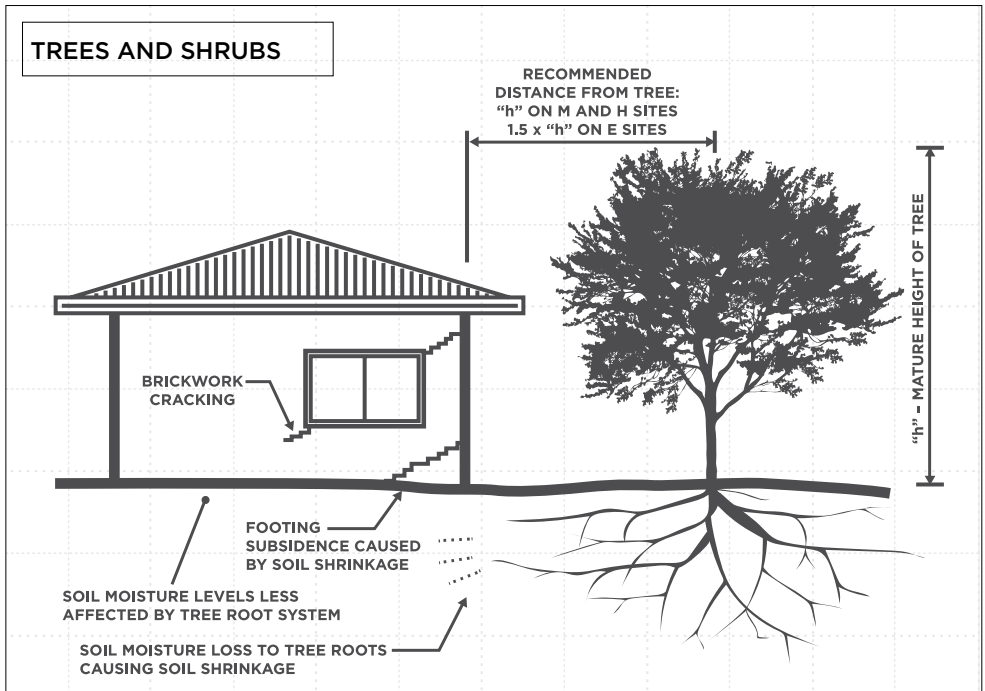 TREES AND SHRUBS
RECOMMENDED
DISTANCE FROM TREE:
“h” ON M AND H SITES
1.5 x “h” ON E SITES
“h” – MATURE HEIGHT OF TREE
BRICKWORK
CRACKING
FOOTING
SUBSIDENCE CAUSED
BY SOIL SHRINKAGE
SOIL MOISTURE LEVELS LESS
AFFECTED BY TREE ROOT SYSTEM
SOIL MOISTURE LOSS TO TREE ROOTS
CAUSING SOIL SHRINKAGE